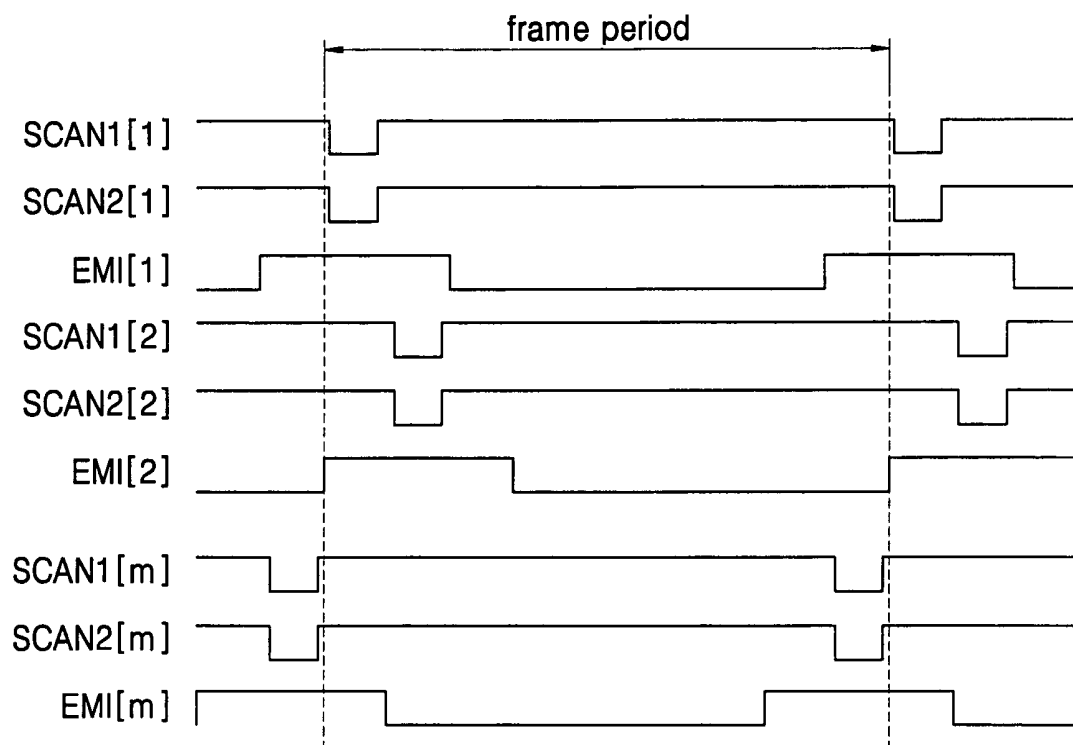 frame period
SCAN1[1]
SCAN2[1]
EMI[1]
SCAN1[2]
SCAN2[2]
EMI[2]
SCAN1[m]
SCAN2[m]
EMI[m]